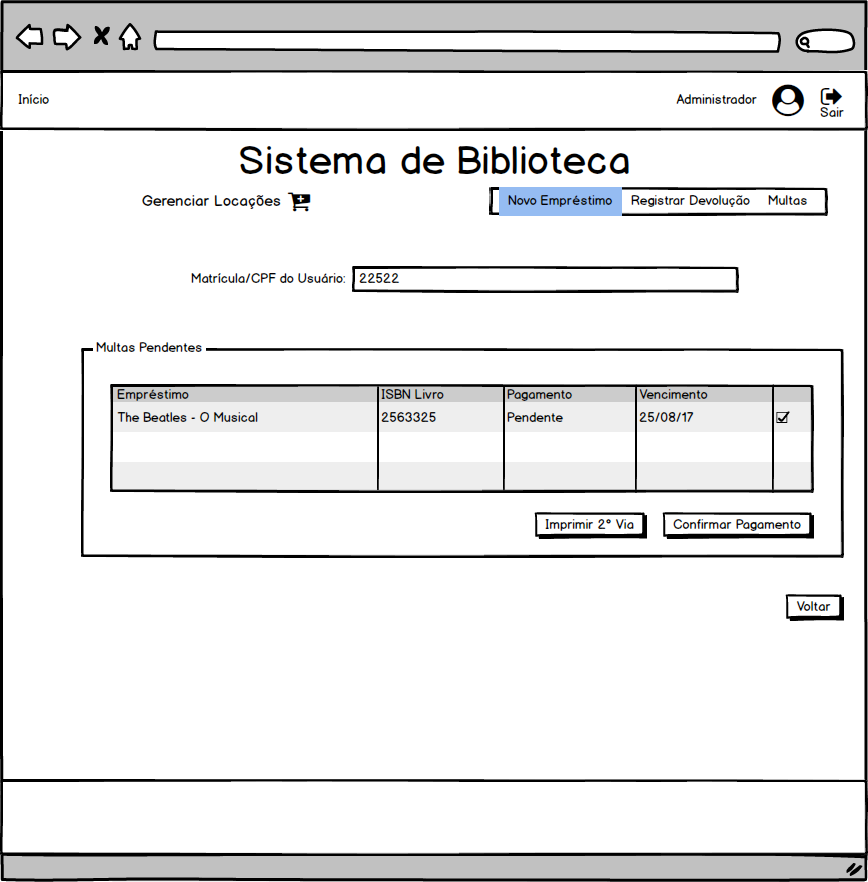 Início
Administrador
Sair
Sistema de Biblioteca
Gerenciar Locações
Novo Empréstimo Registrar Devolução Multas
Matrícula/CPF do Usuário: 22522
Multas Pendentes
Empréstimo ISBN Livro Pagamento Vencimento
The Beatles - O Musical 2563325 Pendente 25/08/17
Imprimir 2° Via Confirmar Pagamento
Voltar